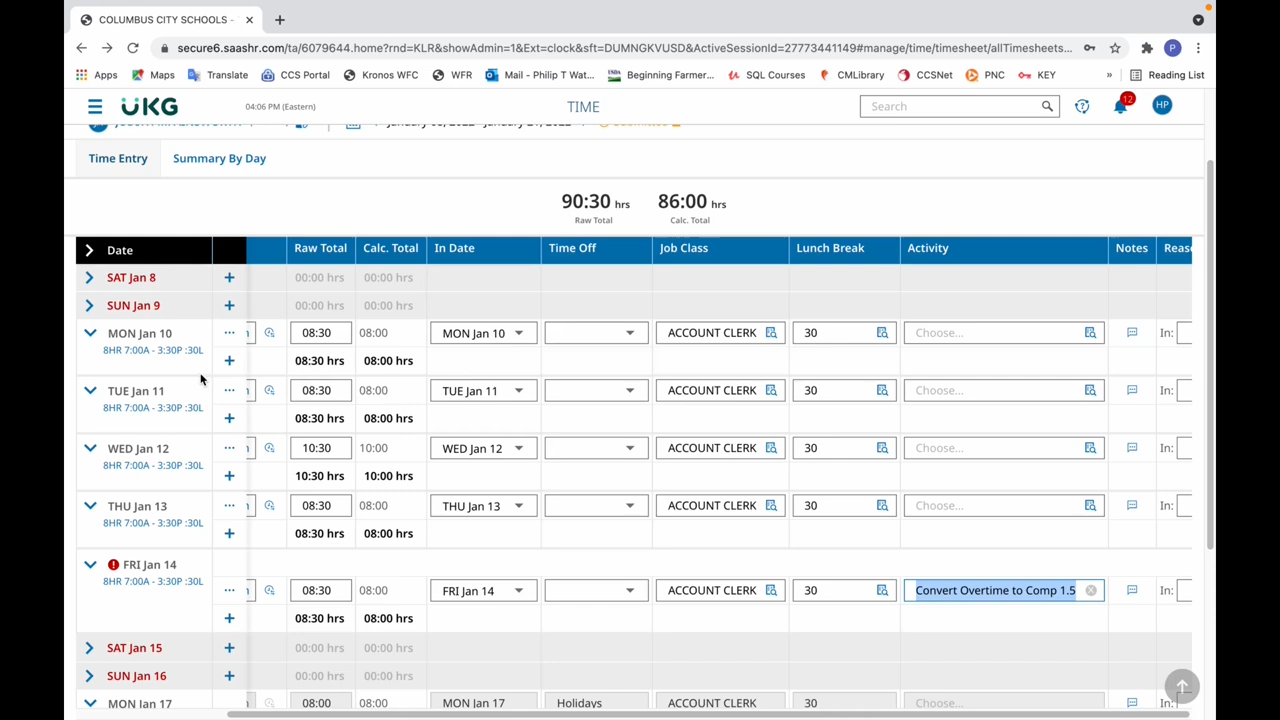 COLUMBUS CITY SCHOOLS -
secure6.saashr.com/ta/6079644.home?rnd=KLR&showAdmin=1&Ext=clock&sft=DUMNGKVUSD&ActiveSessionId=27773441149#manage/time/timesheet/allTimesheets...
Apps Maps Translate CCS Portal Kronos WFC WFR Mail - Philip T Wat... Beginning Farmer... SQL Courses CMLibrary CCSNet PNC KEY » Reading List
UKG 04:06 PM (Eastern) TIME Search 12 HP
Time Entry Summary By Day
90:30 hrs 86:00 hrs
Raw Total Calc. Total
Date Raw Total Calc. Total In Date Time Off Job Class Lunch Break Activity Notes Reas
SAT Jan 8 00:00 hrs 00:00 hrs
SUN Jan 9 00:00 hrs 00:00 hrs
MON Jan 10 08:30 08:00 MON Jan 10 ACCOUNT CLERK 30 Choose... In:
8HR 7:00A - 3:30P :30L
08:30 hrs 08:00 hrs
TUE Jan 11 08:30 08:00 TUE Jan 11 ACCOUNT CLERK 30 Choose... In:
8HR 7:00A - 3:30P :30L
08:30 hrs 08:00 hrs
WED Jan 12 10:30 10:00 WED Jan 12 ACCOUNT CLERK 30 Choose... In:
8HR 7:00A - 3:30P :30L
10:30 hrs 10:00 hrs
THU Jan 13 08:30 08:00 THU Jan 13 ACCOUNT CLERK 30 Choose... In:
8HR 7:00A - 3:30P :30L
08:30 hrs 08:00 hrs
FRI Jan 14
8HR 7:00A - 3:30P :30L
08:30 08:00 FRI Jan 14 ACCOUNT CLERK 30 Convert Overtime to Comp 1.5 In:
08:30 hrs 08:00 hrs
SAT Jan 15 00:00 hrs 00:00 hrs
SUN Jan 16 00:00 hrs 00:00 hrs
MON Jan 17 08:00 08:00 MON Jan 17 Holidays ACCOUNT CLERK 30 In: